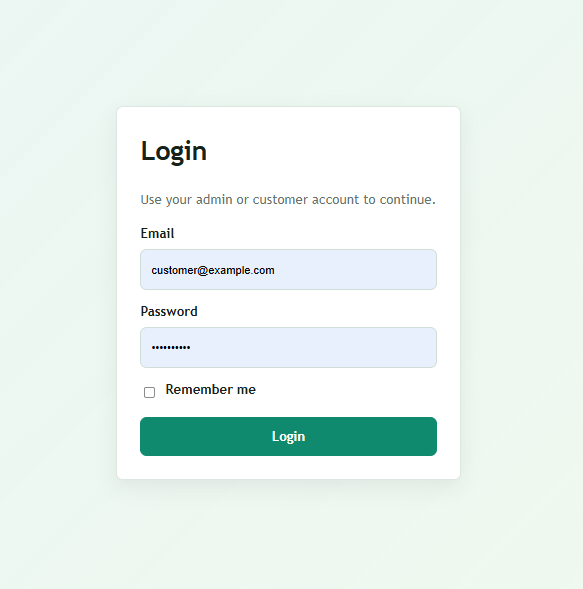 Login
Use your admin or customer account to continue.
Email
customer@example.com
Password
••••••••••
Remember me
Login